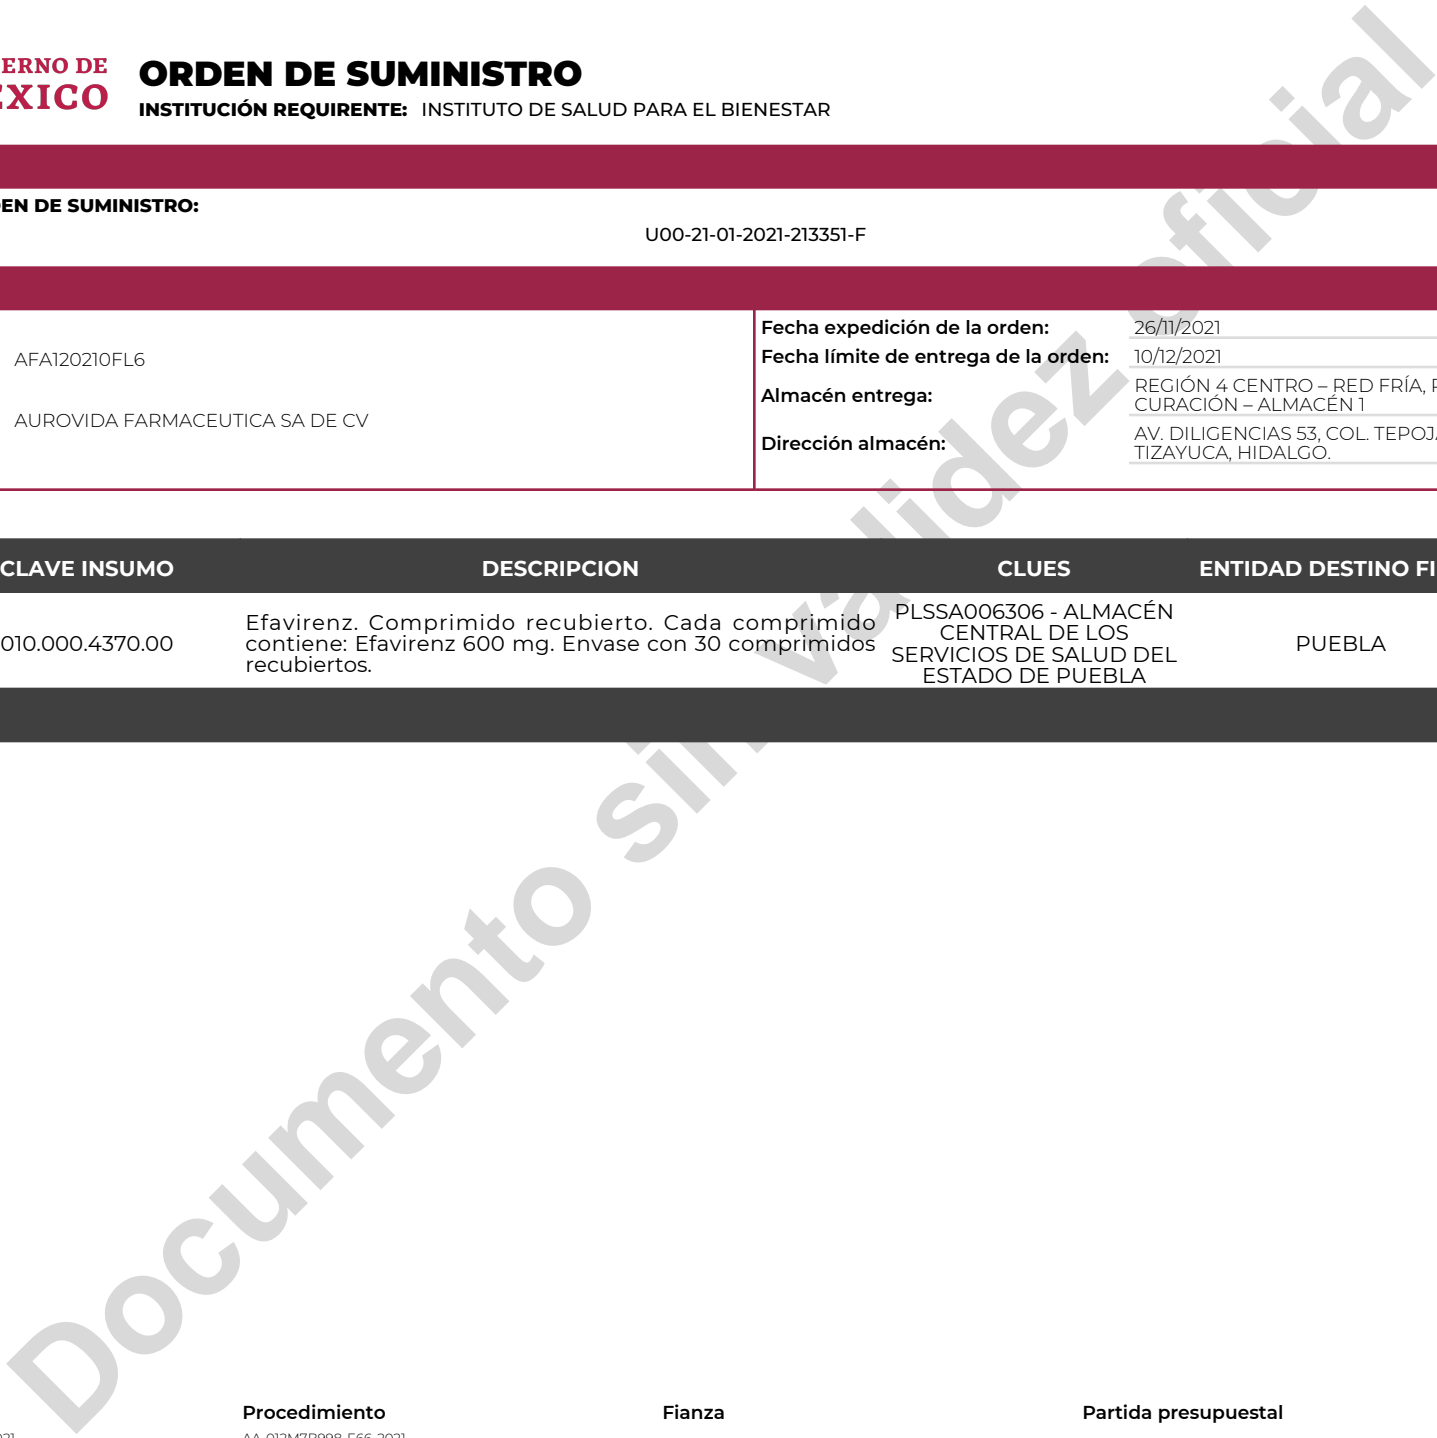 ERNO DE
ÉXICO
ORDEN DE SUMINISTRO
INSTITUCIÓN REQUIRENTE: INSTITUTO DE SALUD PARA EL BIENESTAR
EN DE SUMINISTRO:
U00-21-01-2021-213351-F
AFA120210FL6
AUROVIDA FARMACEUTICA SA DE CV
Fecha expedición de la orden: 26/11/2021
Fecha límite de entrega de la orden: 10/12/2021
Almacén entrega: REGIÓN 4 CENTRO – RED FRÍA,
CURACIÓN – ALMACÉN 1
Dirección almacén: AV. DILIGENCIAS 53, COL. TEPOJ
TIZAYUCA, HIDALGO.
CLAVE INSUMO DESCRIPCION CLUES ENTIDAD DESTINO FI
010.000.4370.00
Efavirenz. Comprimido recubierto. Cada comprimido
contiene: Efavirenz 600 mg. Envase con 30 comprimidos
recubiertos.
PLSSA006306 - ALMACÉN
CENTRAL DE LOS
SERVICIOS DE SALUD DEL
ESTADO DE PUEBLA
PUEBLA
Documento sin validez oficial
Procedimiento Fianza Partida presupuestal